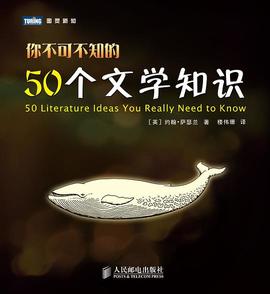 TURING 图灵新知
你不可不知的
50个文学知识
50 Literature Ideas You Really Need to Know
[英] 约翰·萨瑟兰 著 楼伟珊 译
人民邮电出版社
POSTS & TELECOM PRESS